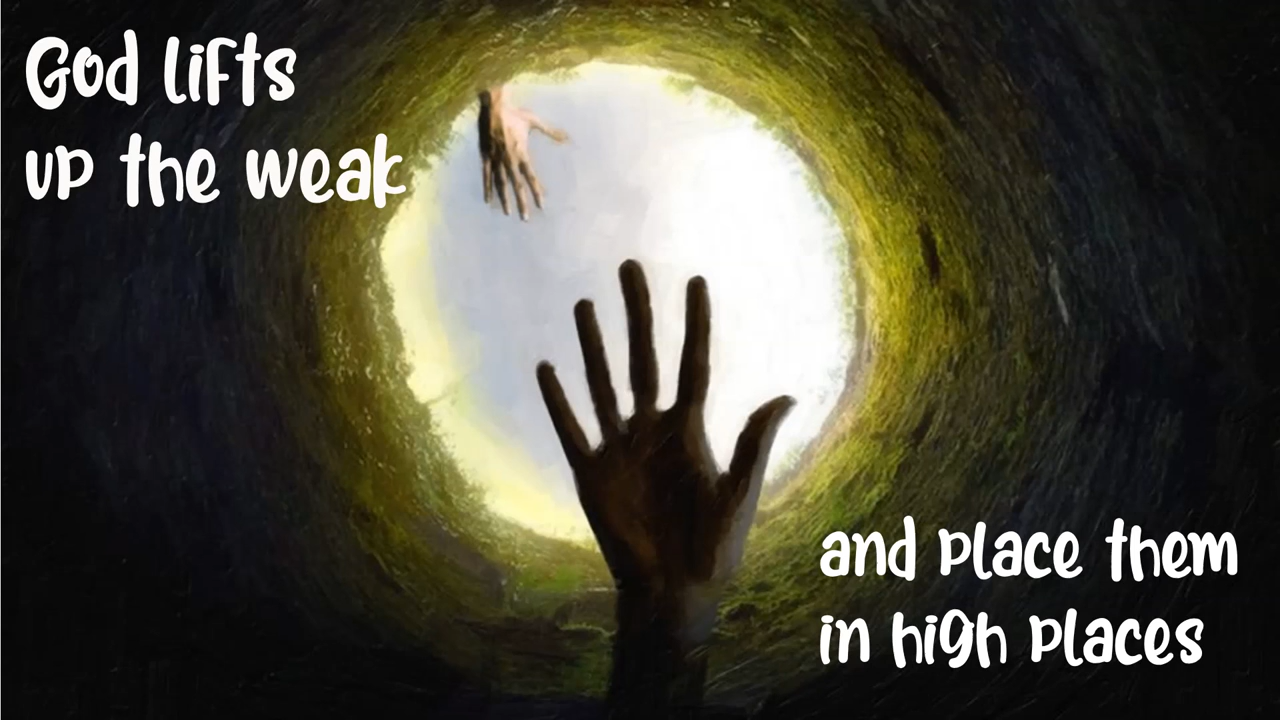 God lifts
up the weak
and place them
in high places